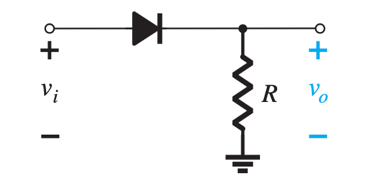 + +
vi R vo
− −